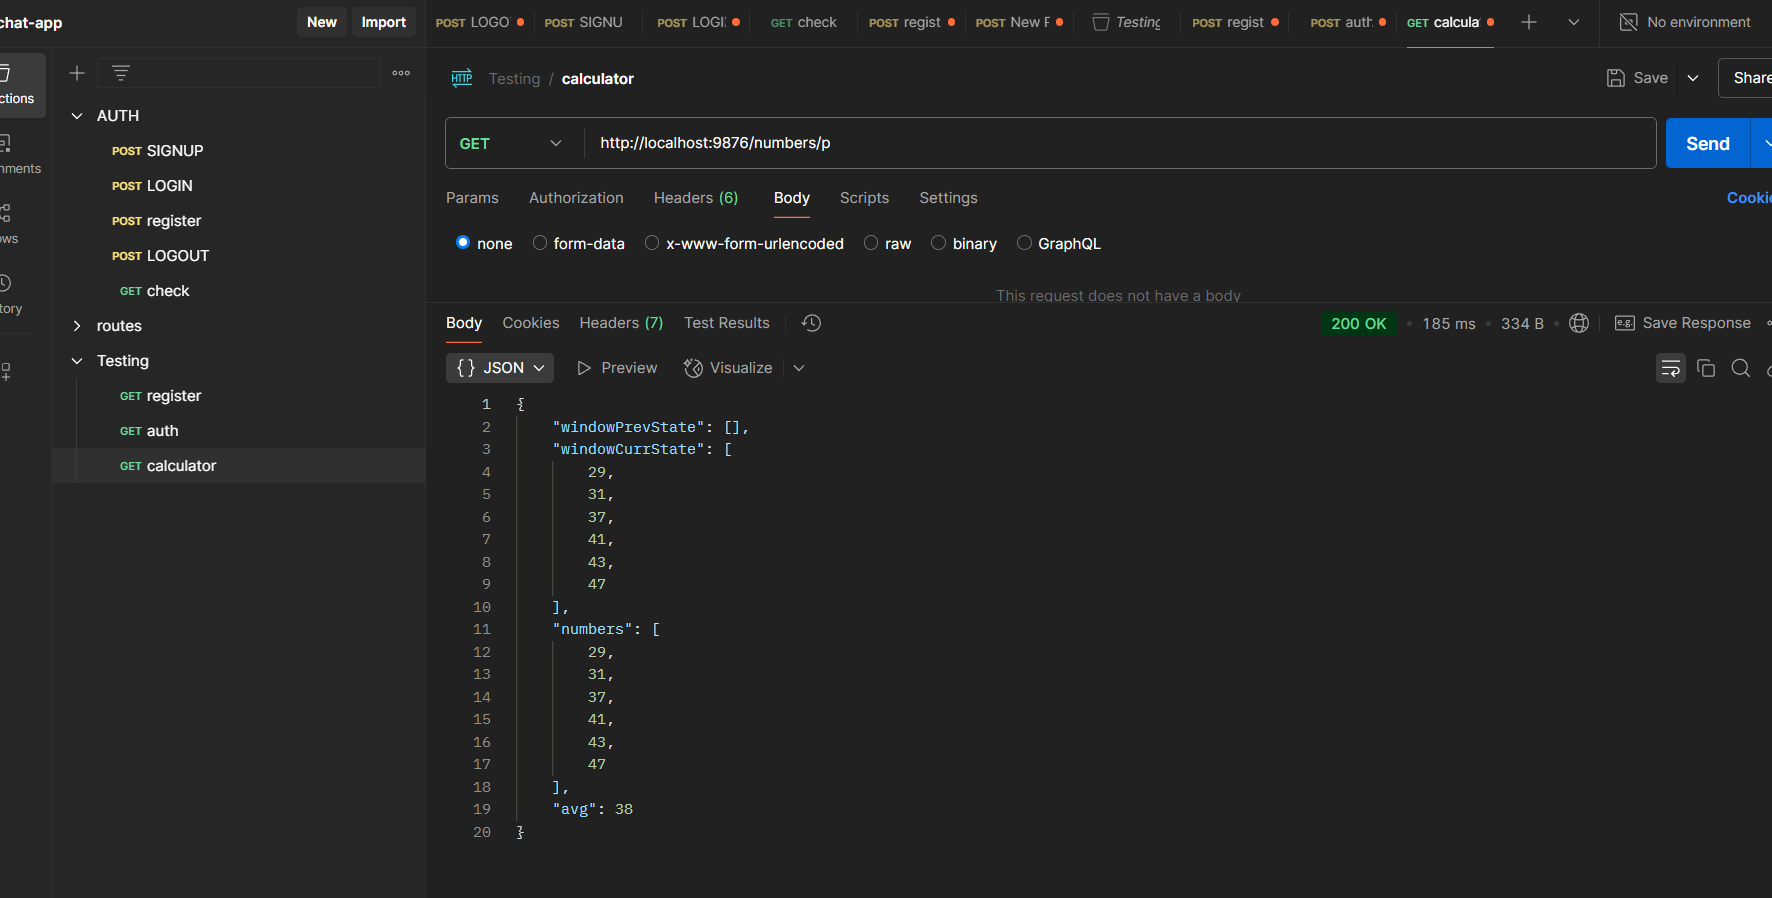 chat-app
New
Import
POST LOGO
POST SIGNU
POST LOGI
GET check
POST regist
POST New F
Testing
POST regist
POST auth
GET calcula
No environment
ctions
nments
ows
tory
AUTH
POST SIGNUP
POST LOGIN
POST register
POST LOGOUT
GET check
routes
Testing
GET register
GET auth
GET calculator
HTTP Testing / calculator
Save
Share
GET http://localhost:9876/numbers/p
Send
Params Authorization Headers (6) Body Scripts Settings
Cookie
none form-data x-www-form-urlencoded raw binary GraphQL
This request does not have a body
Body Cookies Headers (7) Test Results
200 OK • 185 ms • 334 B •
e.g. Save Response
{ } JSON Preview Visualize
1 {
2 "windowPrevState": [],
3 "windowCurrState": [
4 29,
5 31,
6 37,
7 41,
8 43,
9 47
10 ],
11 "numbers": [
12 29,
13 31,
14 37,
15 41,
16 43,
17 47
18 ],
19 "avg": 38
20 }